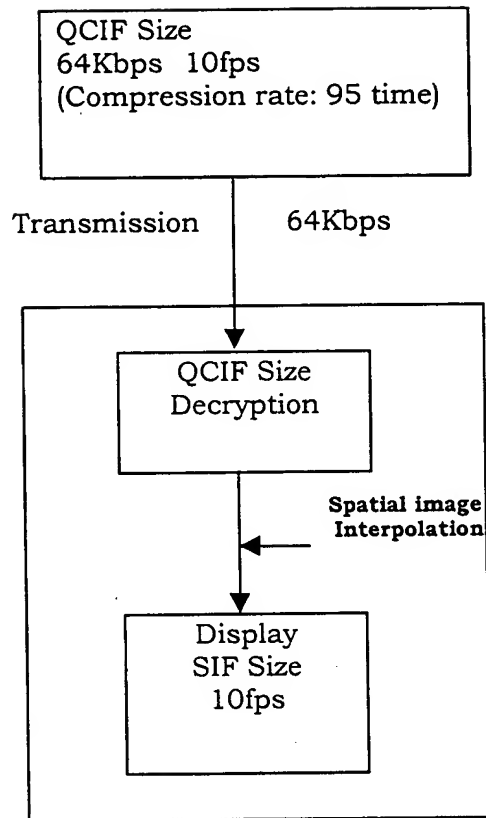 QCIF Size
64Kbps 10fps
(Compression rate: 95 time)
Transmission 64Kbps
QCIF Size
Decryption
Spatial image
Interpolation
Display
SIF Size
10fps